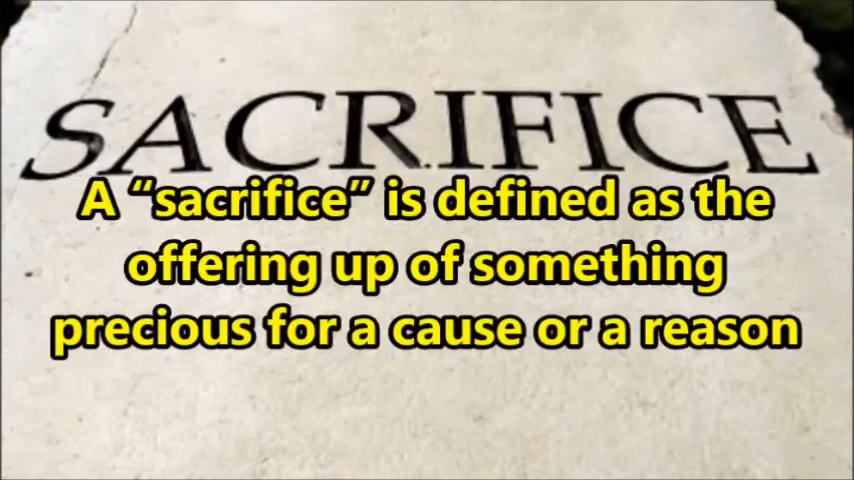 SACRIFICE
A “sacrifice” is defined as the
offering up of something
precious for a cause or a reason